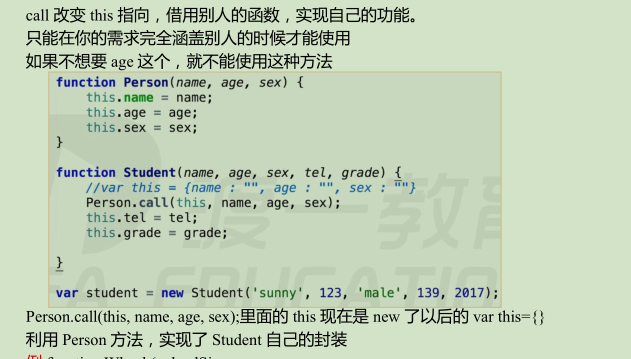 call 改变 this 指向，借用别人的函数，实现自己的功能。
只能在你的需求完全涵盖别人的时候才能使用
如果不想要 age 这个，就不能使用这种方法
function Person(name, age, sex) {
    this.name = name;
    this.age = age;
    this.sex = sex;
}
function Student(name, age, sex, tel, grade) {
    //var this = {name : "", age : "", sex : ""}
    Person.call(this, name, age, sex);
    this.tel = tel;
    this.grade = grade;
}
var student = new Student('sunny', 123, 'male', 139, 2017);
Person.call(this, name, age, sex);里面的 this 现在是 new 了以后的 var this={}
利用 Person 方法，实现了 Student 自己的封装